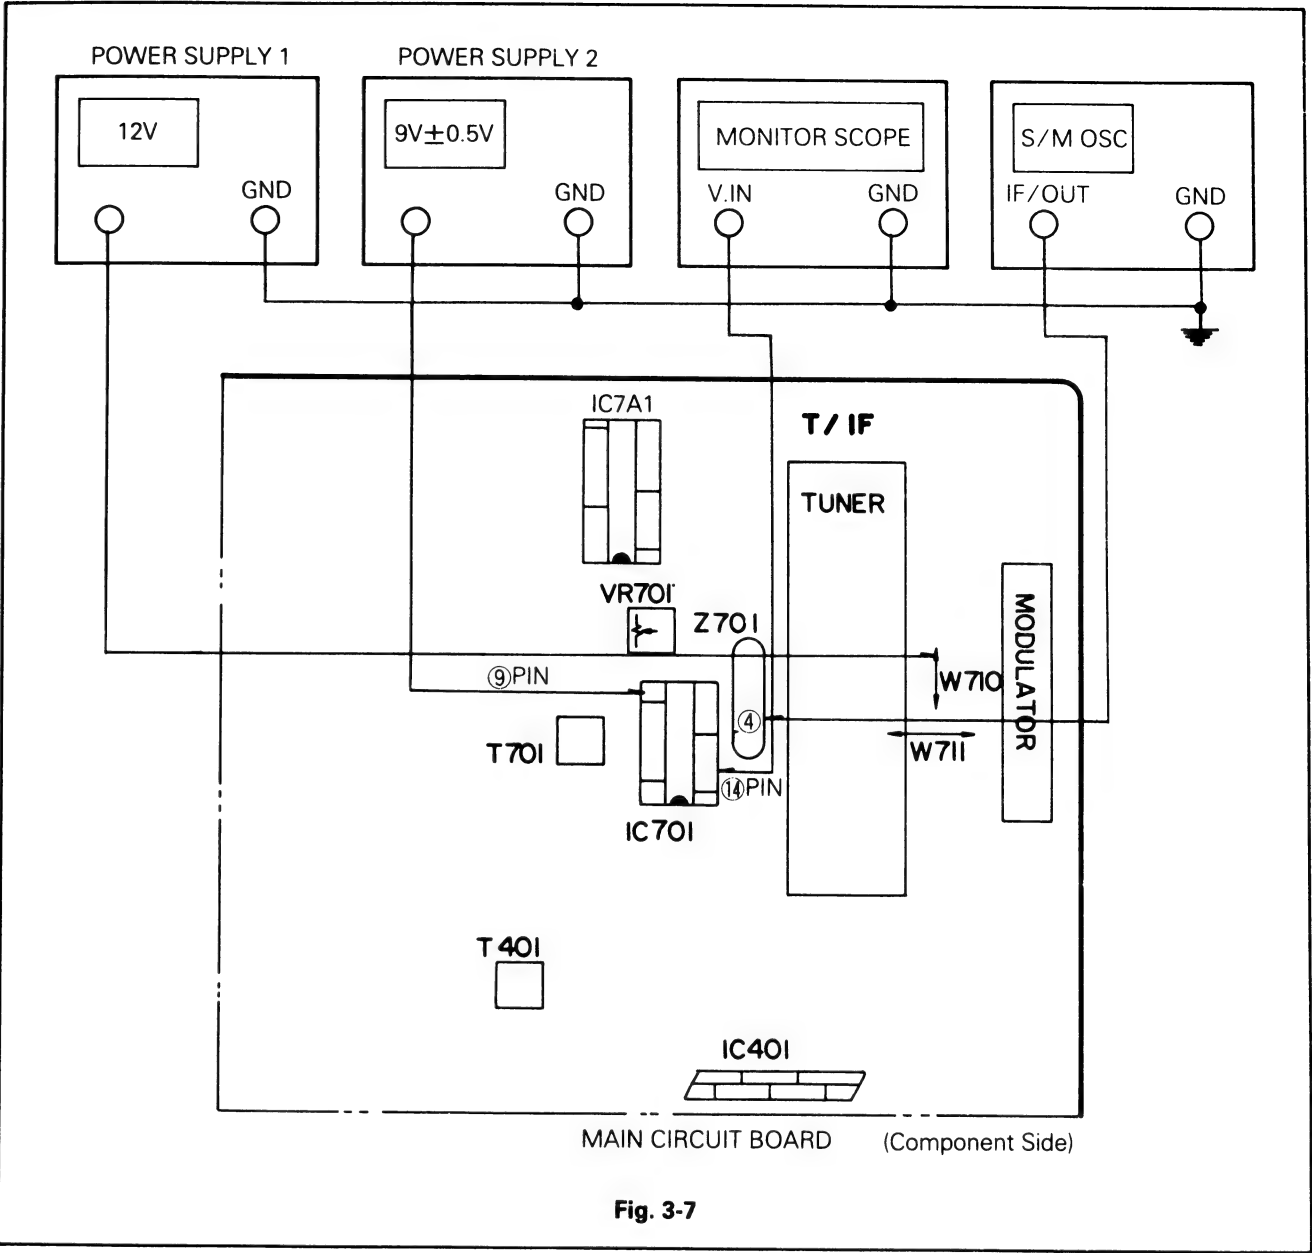 POWER SUPPLY 1
POWER SUPPLY 2
12V
9V±0.5V
MONITOR SCOPE
S/M OSC
GND
GND
V.IN
GND
IF/OUT
GND
IC7A1
T/IF
TUNER
VR701
Z701
MODULATOR
⑨PIN
W710
④
T701
W711
⑭PIN
IC701
T401
IC401
MAIN CIRCUIT BOARD
(Component Side)
Fig. 3-7